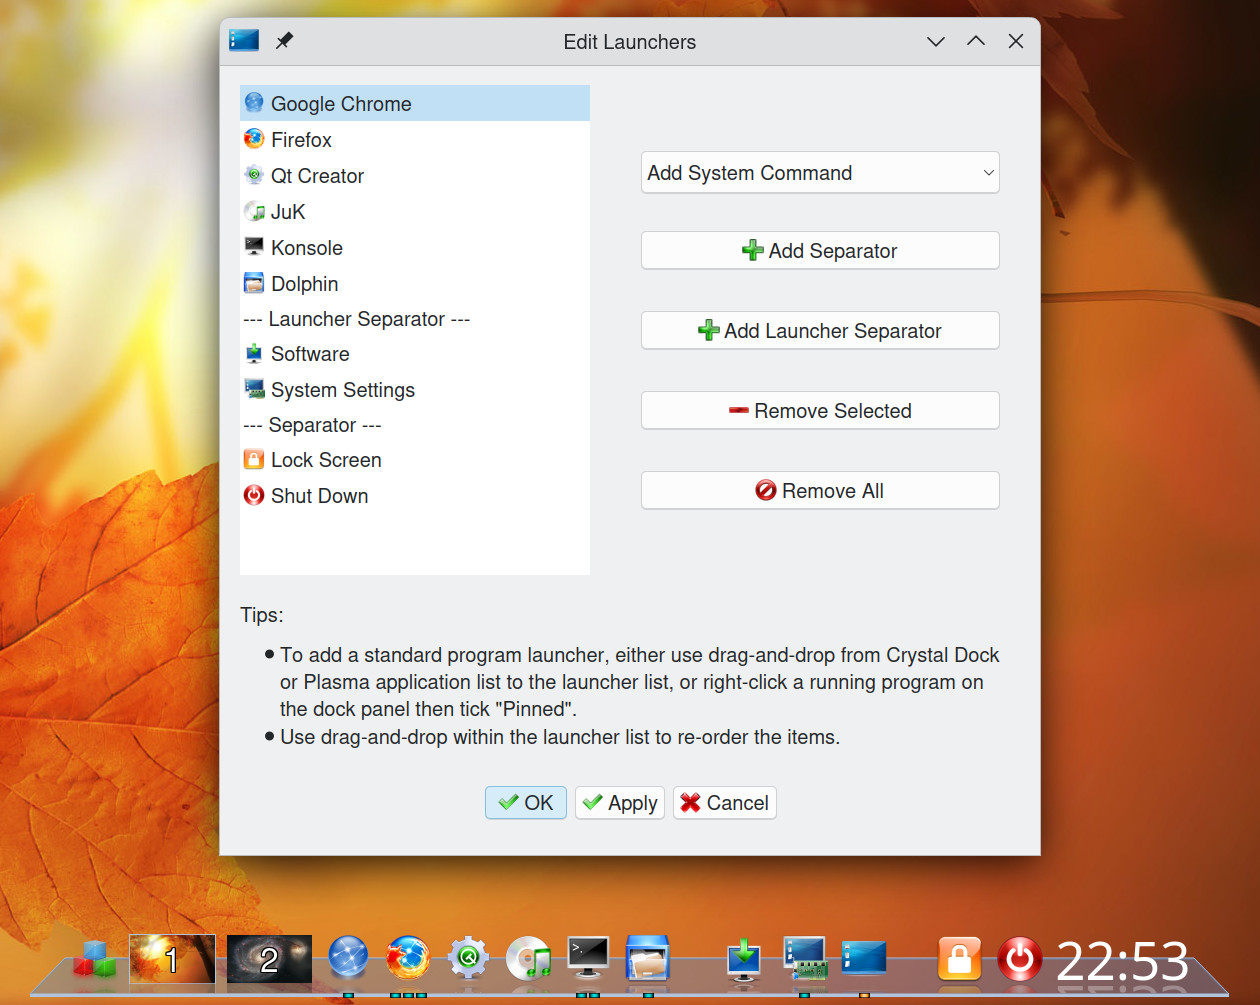 Edit Launchers
Google Chrome
Firefox
Qt Creator
JuK
Konsole
Dolphin
--- Launcher Separator ---
Software
System Settings
--- Separator ---
Lock Screen
Shut Down
Add System Command
Add Separator
Add Launcher Separator
Remove Selected
Remove All
Tips:
To add a standard program launcher, either use drag-and-drop from Crystal Dock
or Plasma application list to the launcher list, or right-click a running program on
the dock panel then tick "Pinned".
Use drag-and-drop within the launcher list to re-order the items.
OK
Apply
Cancel
1
2
22:53